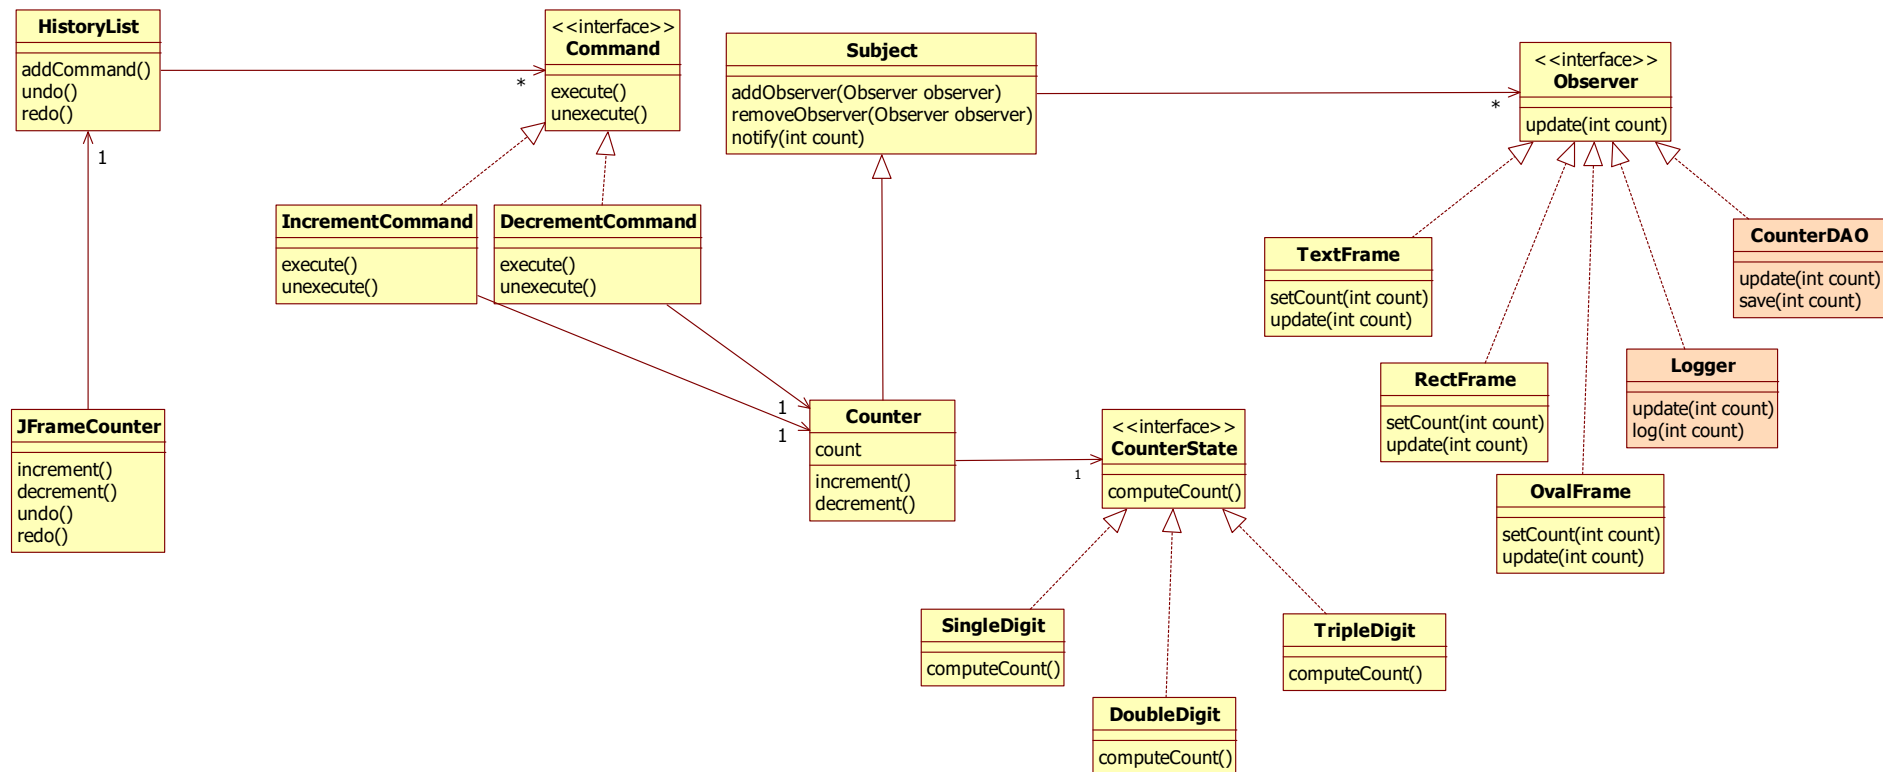 HistoryList
addCommand()
undo()
redo()
1
*
<<interface>>
Command
execute()
unexecute()
Subject
addObserver(Observer observer)
removeObserver(Observer observer)
notify(int count)
*
<<interface>>
Observer
update(int count)
IncrementCommand
execute()
unexecute()
DecrementCommand
execute()
unexecute()
TextFrame
setCount(int count)
update(int count)
CounterDAO
update(int count)
save(int count)
RectFrame
setCount(int count)
update(int count)
Logger
update(int count)
log(int count)
JFrameCounter
increment()
decrement()
undo()
redo()
1
1
Counter
count
increment()
decrement()
1
<<interface>>
CounterState
computeCount()
OvalFrame
setCount(int count)
update(int count)
SingleDigit
computeCount()
TripleDigit
computeCount()
DoubleDigit
computeCount()